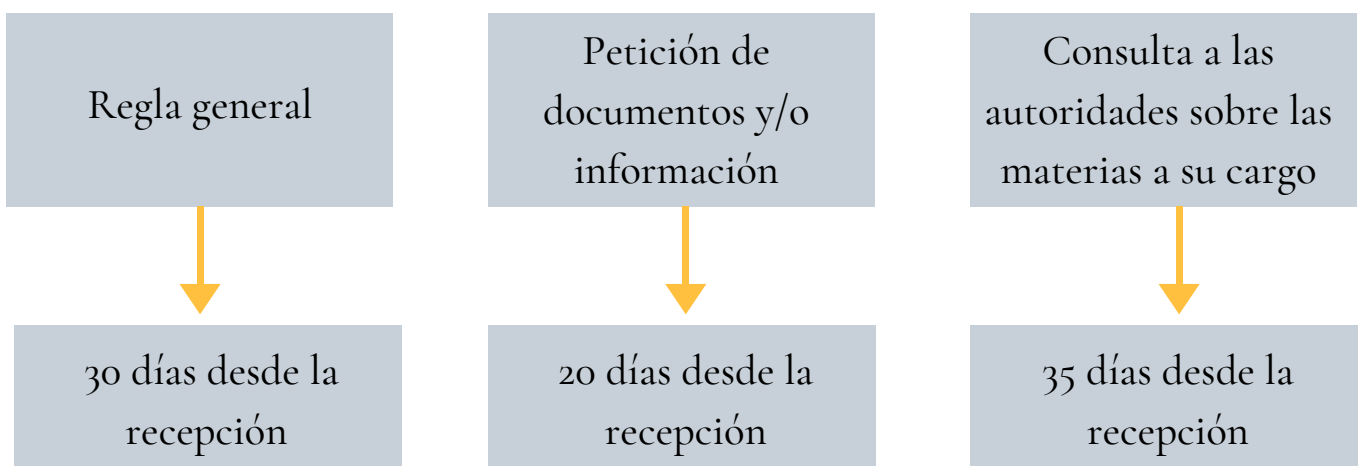 Regla general
Petición de
documentos y/o
información
Consulta a las
autoridades sobre las
materias a su cargo
30 días desde la
recepción
20 días desde la
recepción
35 días desde la
recepción